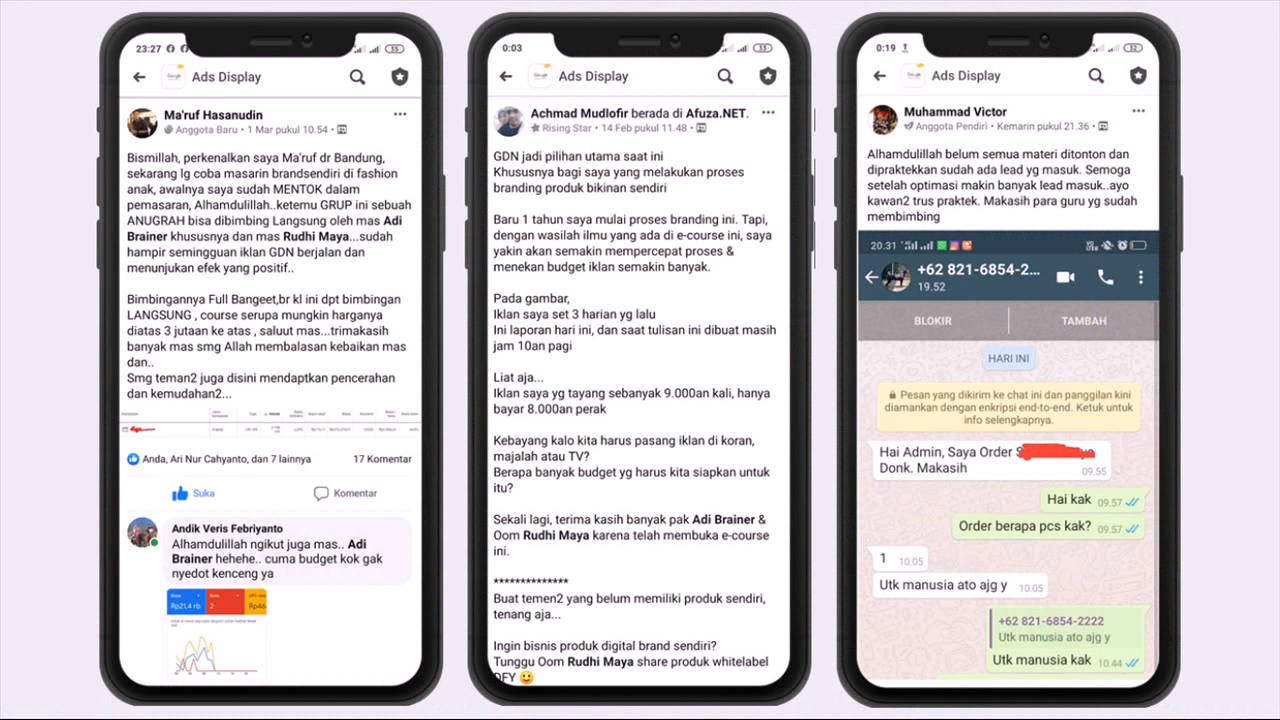 23:27
35
Ads Display
Ma'ruf Hasanudin
Anggota Baru • 1 Mar pukul 10.54 •
Bismillah, perkenalkan saya Ma'ruf dr Bandung,
sekarang lg coba masarin brandsendiri di fashion
anak, awalnya saya sudah MENTOK dalam
pemasaran, Alhamdulillah..ketemu GRUP ini sebuah
ANUGRAH bisa dibimbing Langsung oleh mas Adi
Brainer khususnya dan mas Rudhi Maya...sudah
hampir semingguan iklan GDN berjalan dan
menunjukan efek yang positif..
Bimbingannya Full Bangeet,br kl ini dpt bimbingan
LANGSUNG , course serupa mungkin harganya
diatas 3 jutaan ke atas , saluut mas...trimakasih
banyak mas smg Allah membalasan kebaikan mas
dan..
Smg teman2 juga disini mendaptkan pencerahan
dan kemudahan2...
Anda, Ari Nur Cahyanto, dan 7 lainnya
17 Komentar
Suka
Komentar
Andik Veris Febriyanto
Alhamdulillah ngikut juga mas.. Adi
Brainer hehehe.. cuma budget kok gak
nyedot kenceng ya
Rp21,4 rb
2
Rp46
0:03
33
Ads Display
Achmad Mudlofir berada di Afuza.NET.
Rising Star • 14 Feb pukul 11.48 •
GDN jadi pilihan utama saat ini
Khususnya bagi saya yang melakukan proses
branding produk bikinan sendiri
Baru 1 tahun saya mulai proses branding ini. Tapi,
dengan wasilah ilmu yang ada di e-course ini, saya
yakin akan semakin mempercepat proses &
menekan budget iklan semakin banyak.
Pada gambar,
Iklan saya set 3 harian yg lalu
Ini laporan hari ini, dan saat tulisan ini dibuat masih
jam 10an pagi
Liat aja...
Iklan saya yg tayang sebanyak 9.000an kali, hanya
bayar 8.000an perak
Kebayang kalo kita harus pasang iklan di koran,
majalah atau TV?
Berapa banyak budget yg harus kita siapkan untuk
itu?
Sekali lagi, terima kasih banyak pak Adi Brainer &
Oom Rudhi Maya karena telah membuka e-course
ini.
**************
Buat temen2 yang belum memiliki produk sendiri,
tenang aja...
Ingin bisnis produk digital brand sendiri?
Tunggu Oom Rudhi Maya share produk whitelabel
DFY 😀
0:19
32
Ads Display
Muhammad Victor
Anggota Pendiri • Kemarin pukul 21.36 •
Alhamdulillah belum semua materi ditonton dan
dipraktekkan sudah ada lead yg masuk. Semoga
setelah optimasi makin banyak lead masuk..ayo
kawan2 trus praktek. Makasih para guru yg sudah
membimbing
20.31
+62 821-6854-2...
19.52
BLOKIR
TAMBAH
HARI INI
Pesan yang dikirim ke chat ini dan panggilan kini
diamankan dengan enkripsi end-to-end. Ketuk untuk
info selengkapnya.
Hai Admin, Saya Order
Donk. Makasih
09.55
Hai kak 09.57
Order berapa pcs kak? 09.57
1 10.05
Utk manusia ato ajg y 10.05
+62 821-6854-2222
Utk manusia ato ajg y
Utk manusia kak 10.44